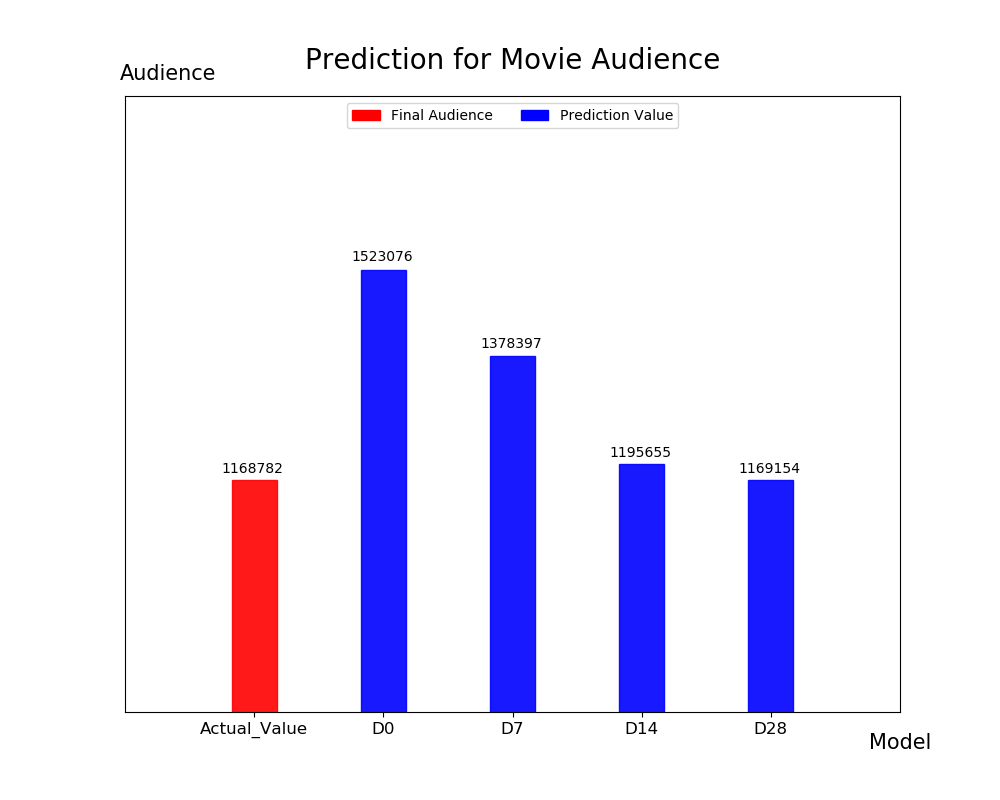 Prediction for Movie Audience
Audience
Final Audience
Prediction Value
1523076
1378397
1195655
1168782
1169154
Actual_Value
D0
D7
D14
D28
Model